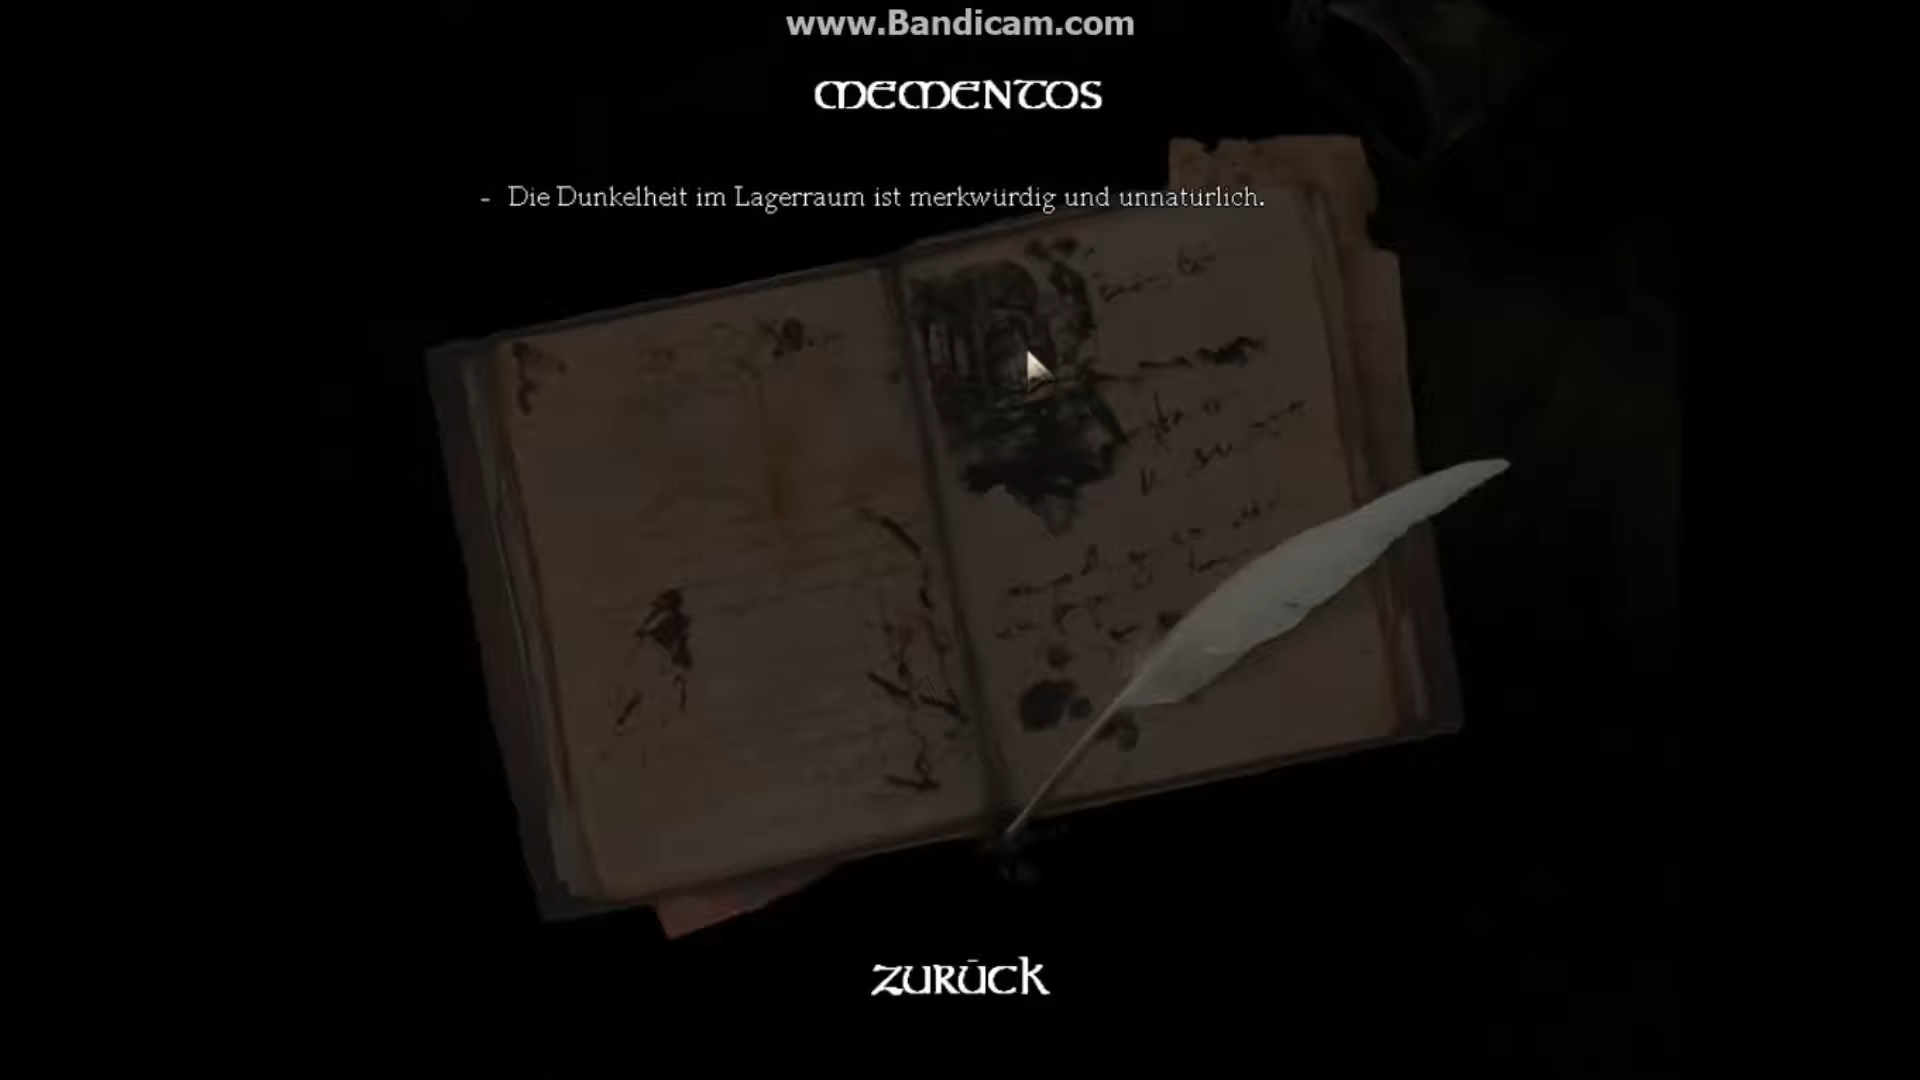 www.Bandicam.com
MEMENTOS
- Die Dunkelheit im Lagerraum ist merkwürdig und unnatürlich.
ZURÜCK